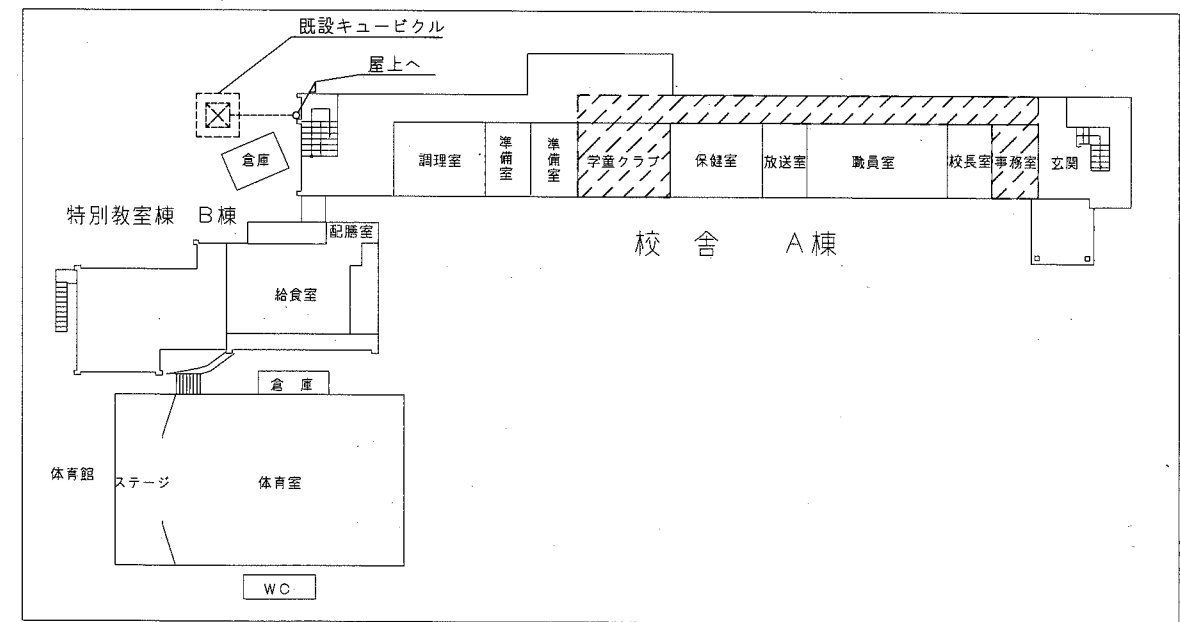 既設キュービクル
屋上へ
倉庫
調理室
準備室
準備室
学童クラブ
保健室
放送室
職員室
校長室
事務室
玄関
特別教室棟 B棟
配膳室
校 舎 A棟
給食室
倉 庫
体育館
ステージ
体育室
WC